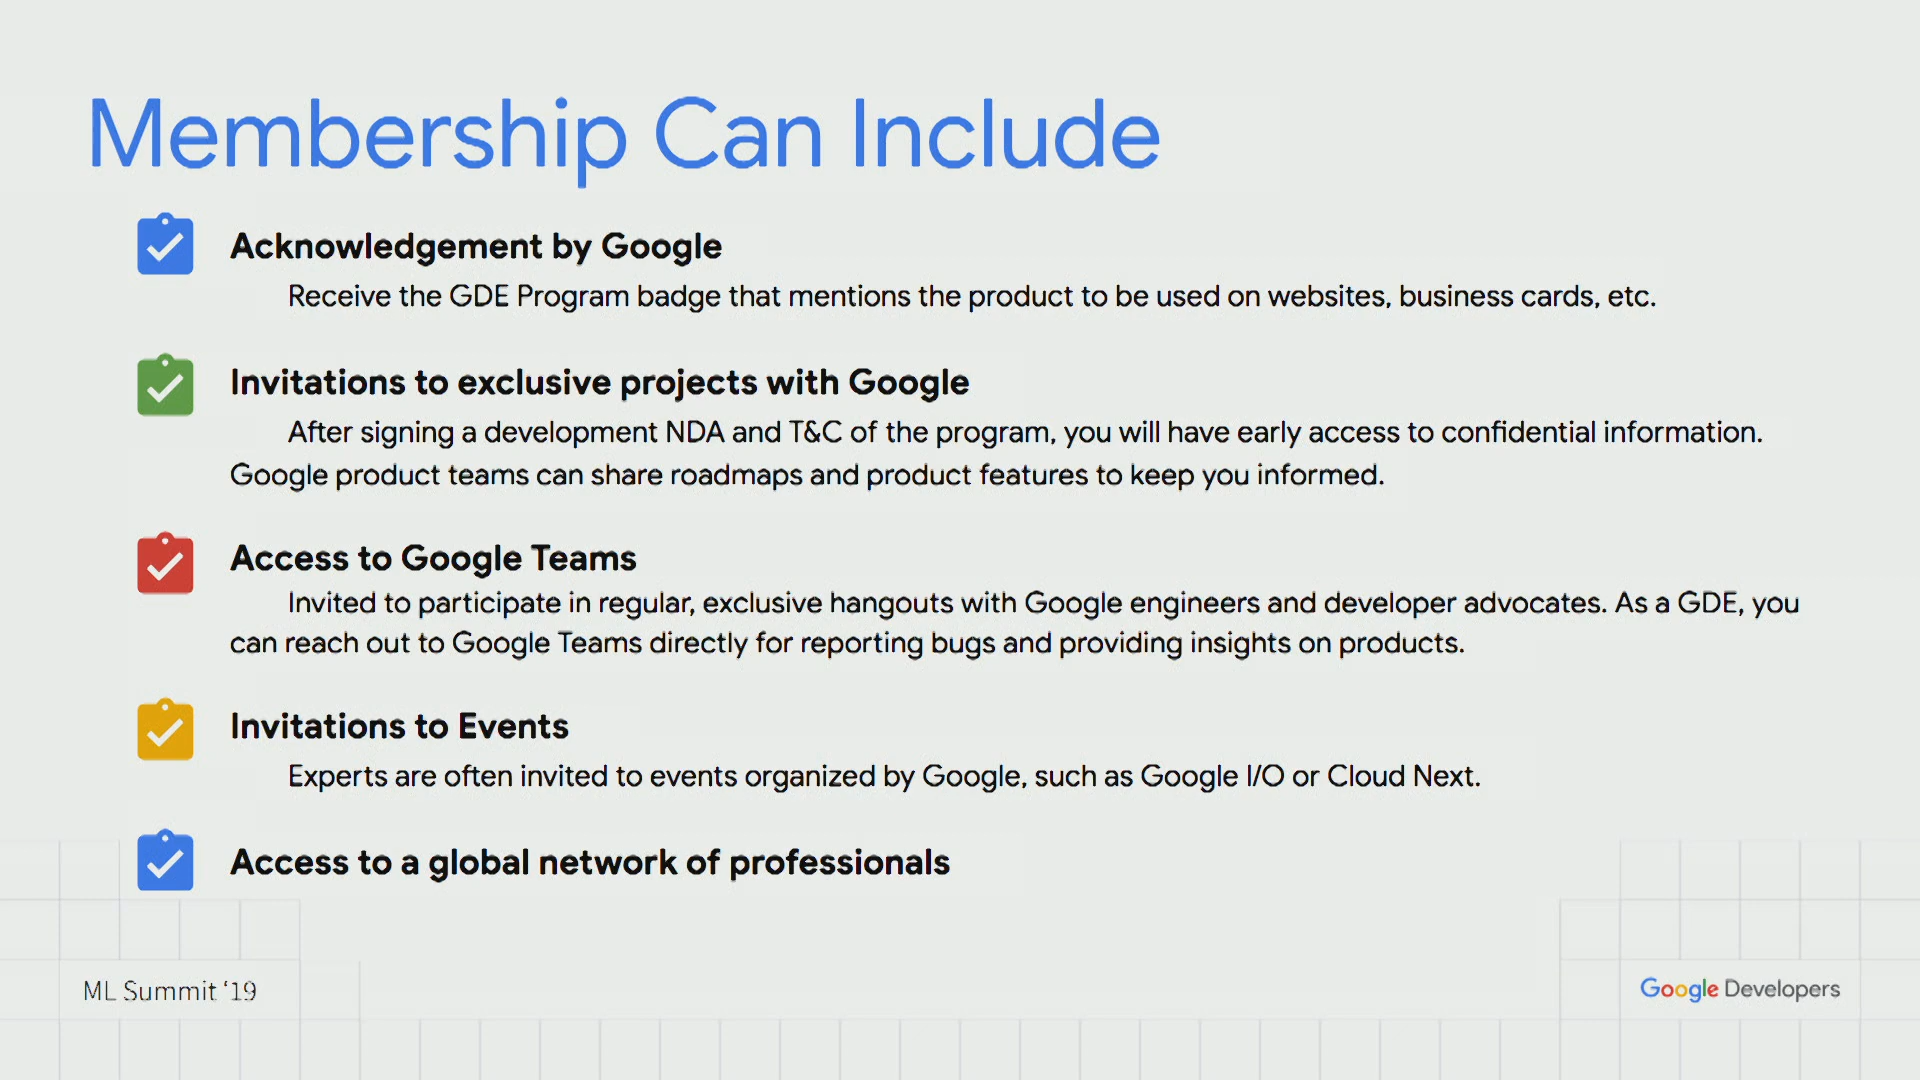 Membership Can Include
Acknowledgement by Google
Receive the GDE Program badge that mentions the product to be used on websites, business cards, etc.
Invitations to exclusive projects with Google
After signing a development NDA and T&C of the program, you will have early access to confidential information.
Google product teams can share roadmaps and product features to keep you informed.
Access to Google Teams
Invited to participate in regular, exclusive hangouts with Google engineers and developer advocates. As a GDE, you
can reach out to Google Teams directly for reporting bugs and providing insights on products.
Invitations to Events
Experts are often invited to events organized by Google, such as Google I/O or Cloud Next.
Access to a global network of professionals
ML Summit ‘19
Google Developers